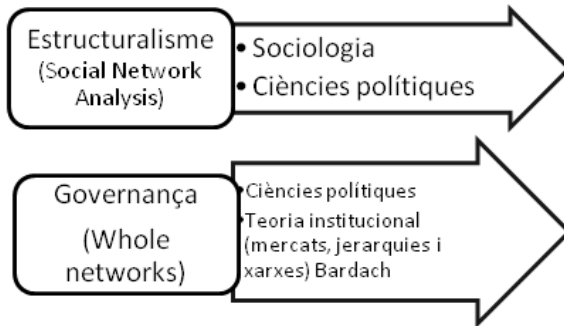 Estructuralisme
(Social Network
Analysis)
• Sociologia
• Ciències polítiques
Governança
(Whole
networks)
• Ciències polítiques
• Teoria institucional
(mercats, jerarquies i
xarxes) Bardach